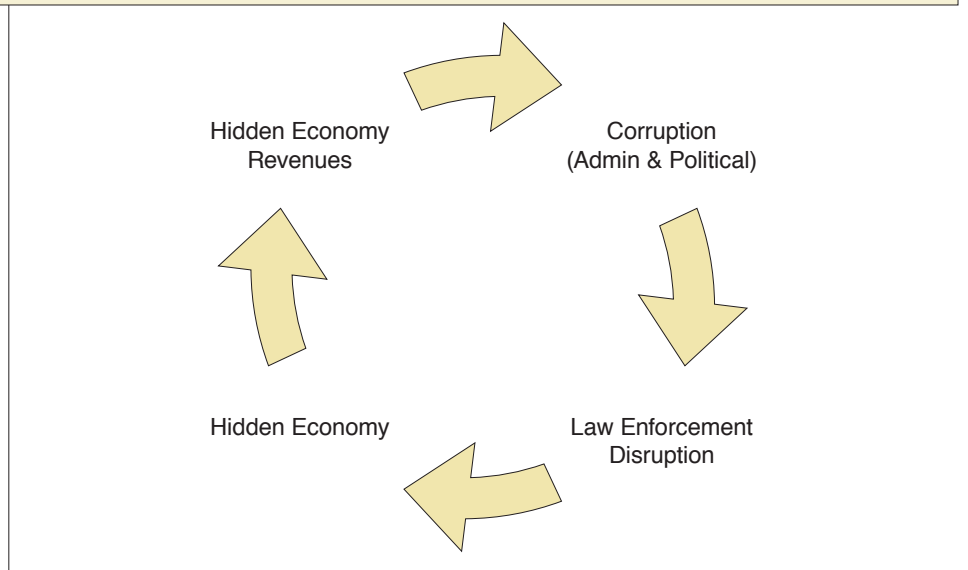 Hidden Economy
Revenues
Corruption
(Admin & Political)
Hidden Economy
Law Enforcement
Disruption